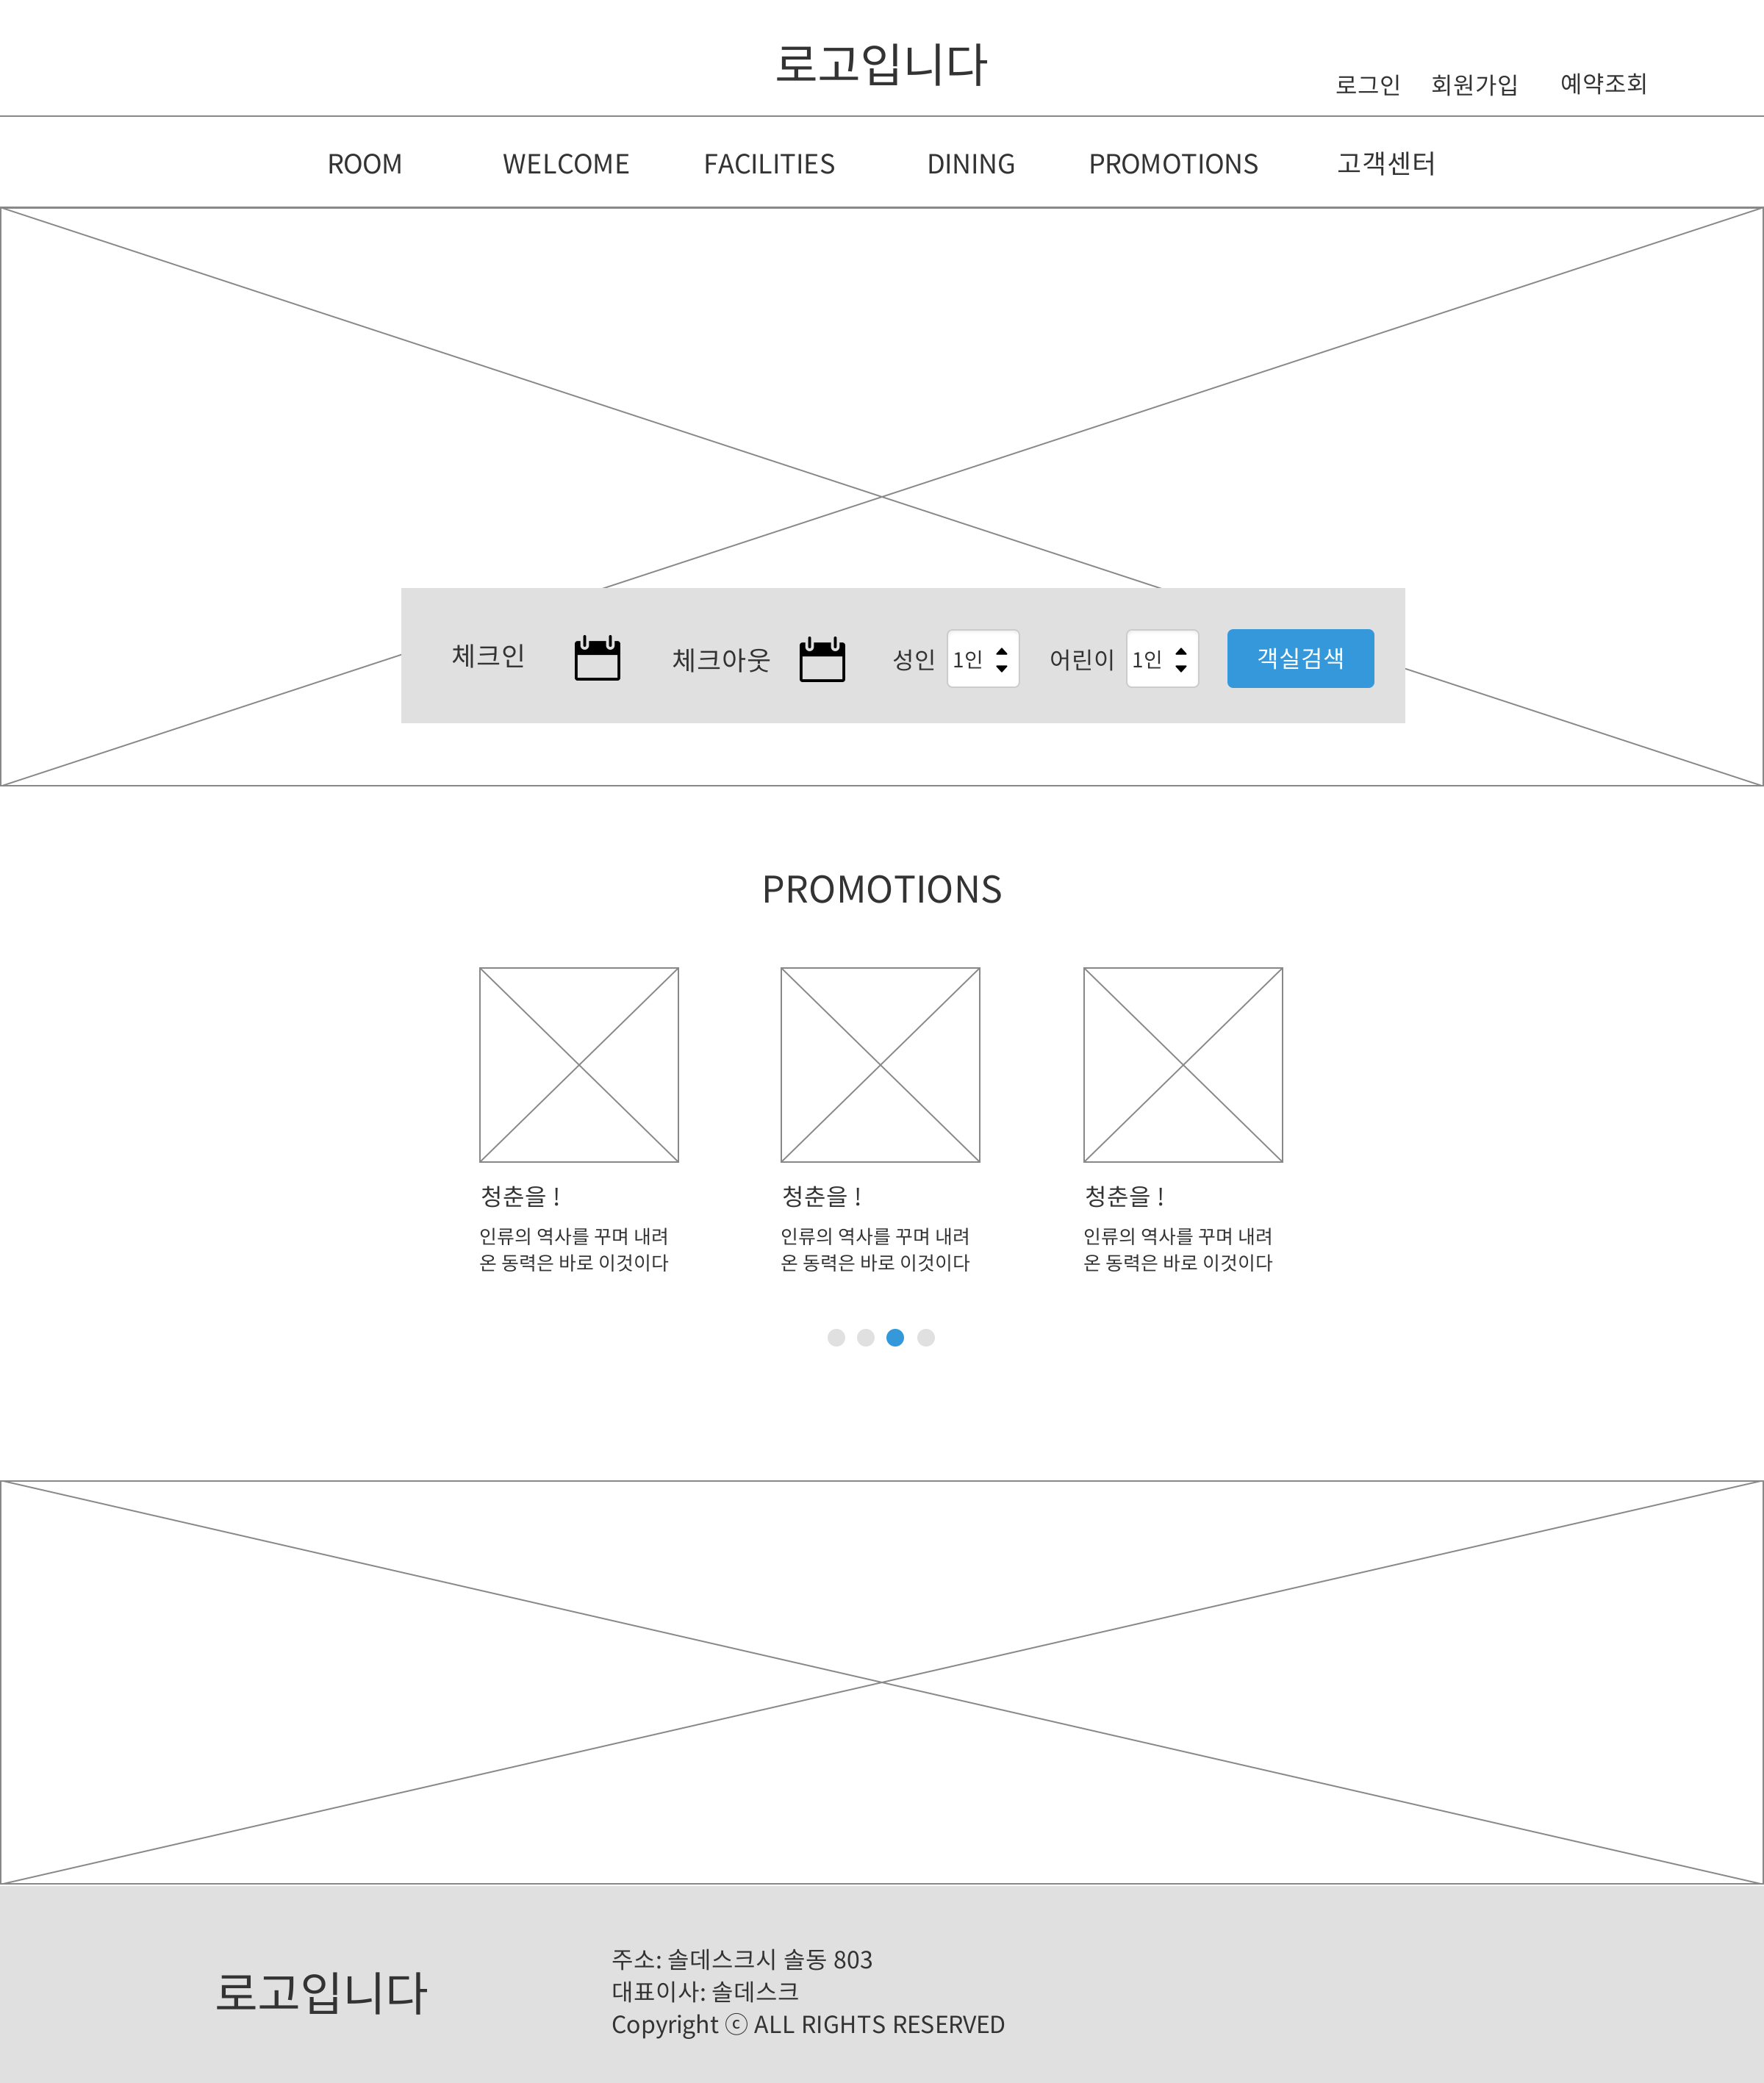 로고입니다
로그인 회원가입 예약조회
ROOM WELCOME FACILITIES DINING PROMOTIONS 고객센터
체크인 체크아웃 성인 1인 어린이 1인 객실검색
PROMOTIONS
청춘을 !
인류의 역사를 꾸며 내려
온 동력은 바로 이것이다
청춘을 !
인류의 역사를 꾸며 내려
온 동력은 바로 이것이다
청춘을 !
인류의 역사를 꾸며 내려
온 동력은 바로 이것이다
로고입니다
주소: 솔데스크시 솔동 803
대표이사: 솔데스크
Copyright ⓒ ALL RIGHTS RESERVED